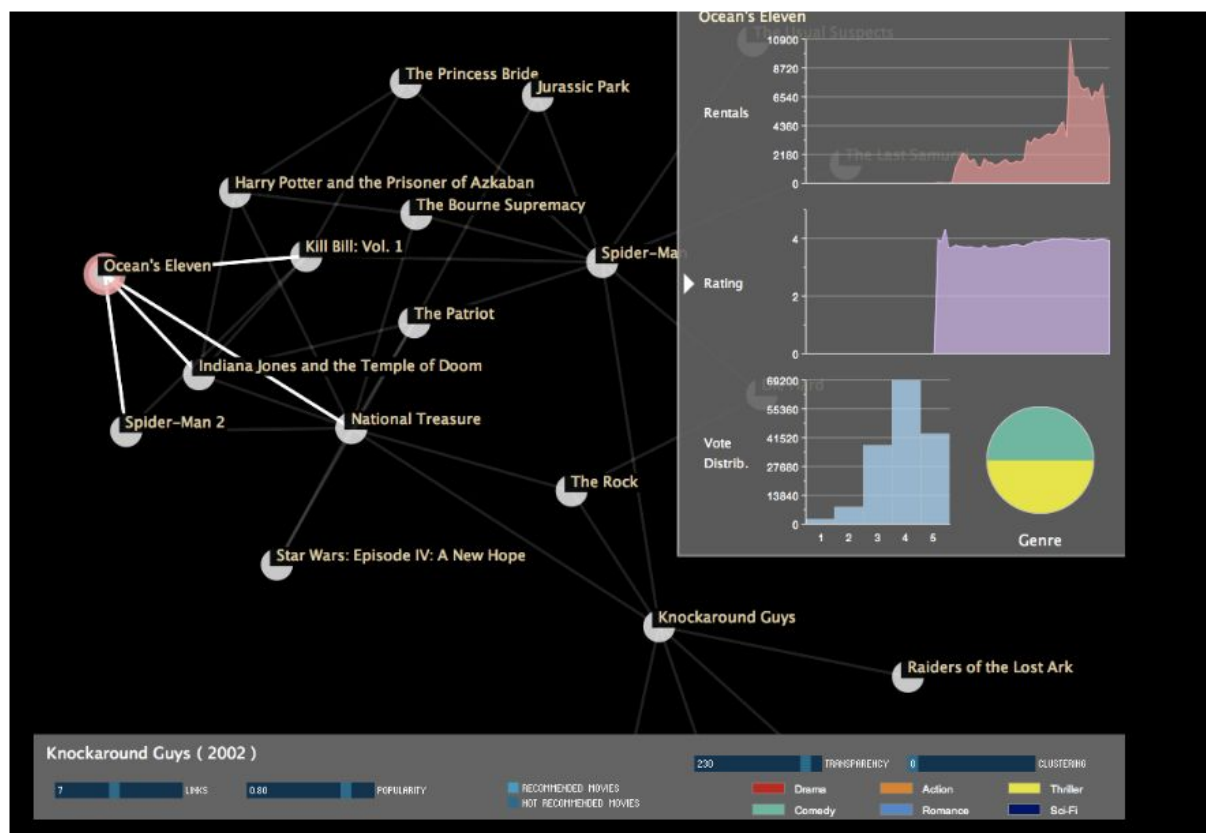 Ocean's Eleven
The Usual Suspects
10900
8720
6540
4360
2180
0
Rentals
The Princess Bride
Jurassic Park
The Last Samurai
Harry Potter and the Prisoner of Azkaban
The Bourne Supremacy
Kill Bill: Vol. 1
Ocean's Eleven
Spider-Man
4
2
0
Rating
The Patriot
Indiana Jones and the Temple of Doom
Spider-Man 2
National Treasure
69200
55360
41520
27680
13840
0
Vote
Distrib.
1 2 3 4 5
Genre
The Rock
Star Wars: Episode IV: A New Hope
Knockaround Guys
Raiders of the Lost Ark
Knockaround Guys ( 2002 )
7 LINKS
0.80 POPULARITY
RECOMMENDED MOVIES
NOT RECOMMENDED MOVIES
230 TRANSPARENCY
0 CLUSTERING
Drama Action Thriller
Comedy Romance Sci-Fi